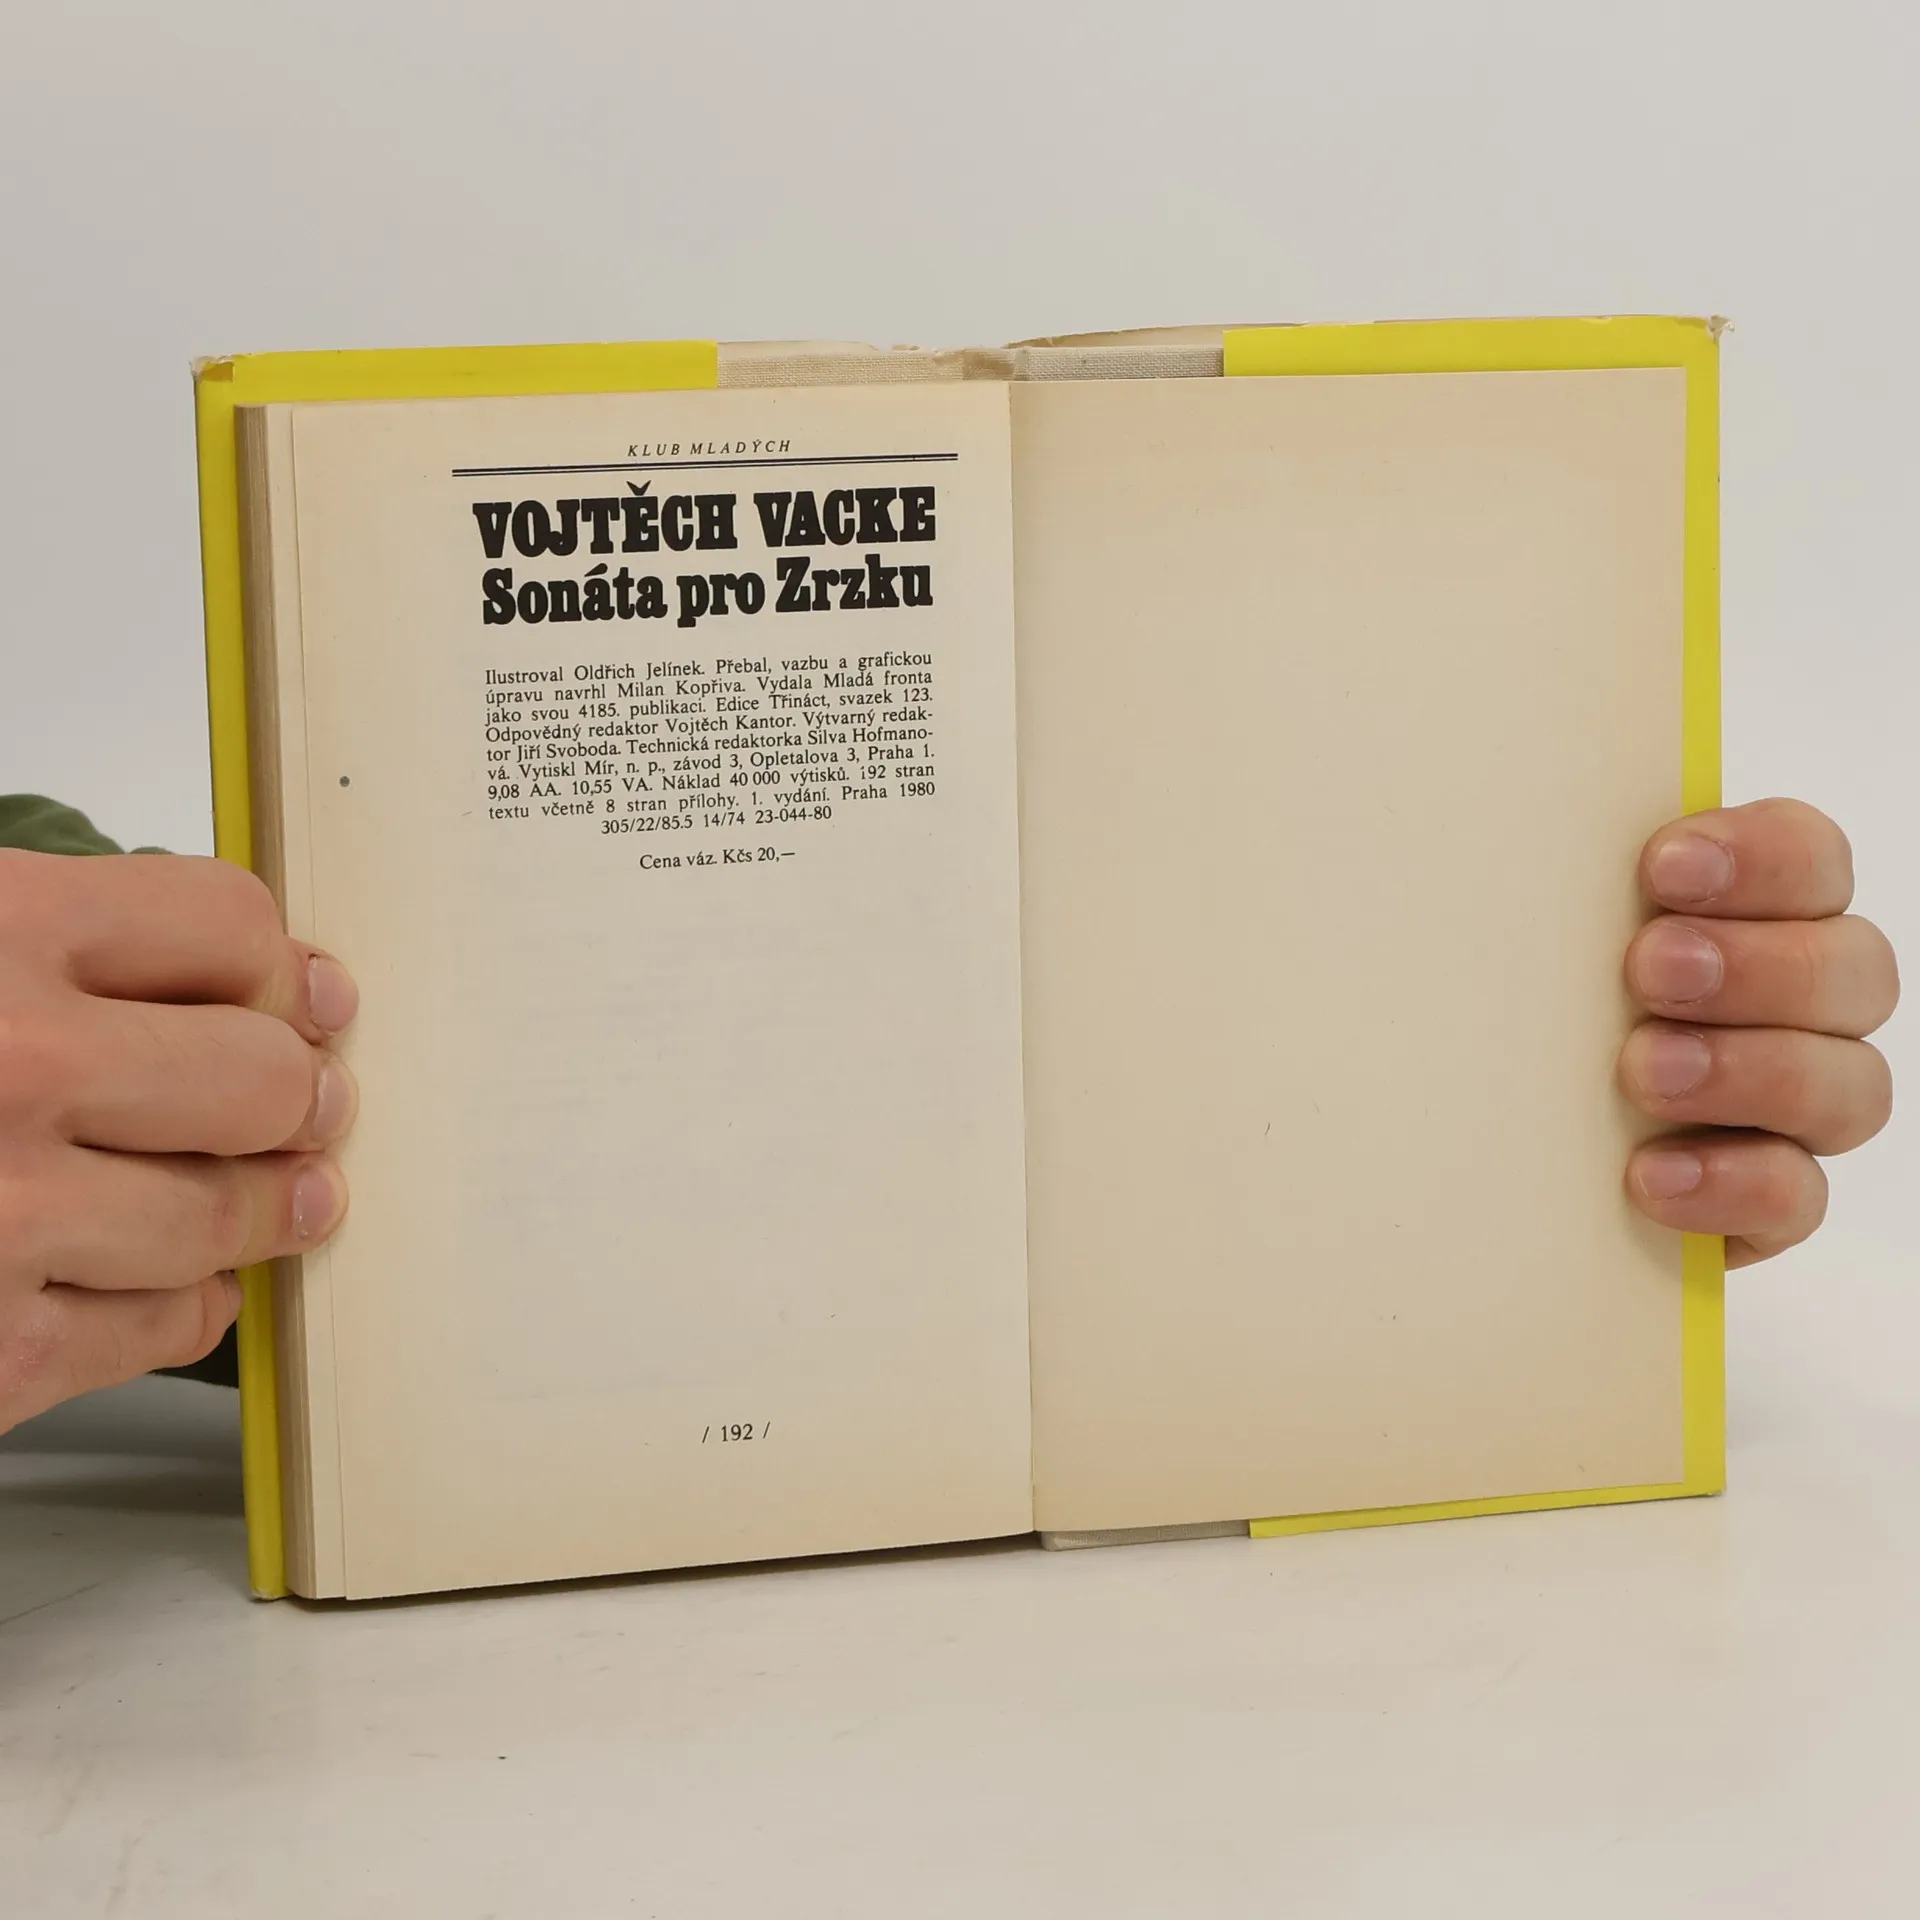 KLUB MLADÝCH
VOJTĚCH VACKE
Sonáta pro Zrzku
Ilustroval Oldřich Jelínek. Přebal, vazbu a grafickou
úpravu navrhl Milan Kopřiva. Vydala Mladá fronta
jako svou 4185. publikaci. Edice Třináct, svazek 123.
Odpovědný redaktor Vojtěch Kantor. Výtvarný redak-
tor Jiří Svoboda. Technická redaktorka Silva Hofmano-
vá. Vytiskl Mír, n. p., závod 3, Opletalova 3, Praha 1.
9,08 AA. 10,55 VA. Náklad 40 000 výtisků. 192 stran
textu včetně 8 stran přílohy. 1. vydání. Praha 1980
305/22/85.5 14/74 23-044-80
Cena váz. Kčs 20,—
/ 192 /